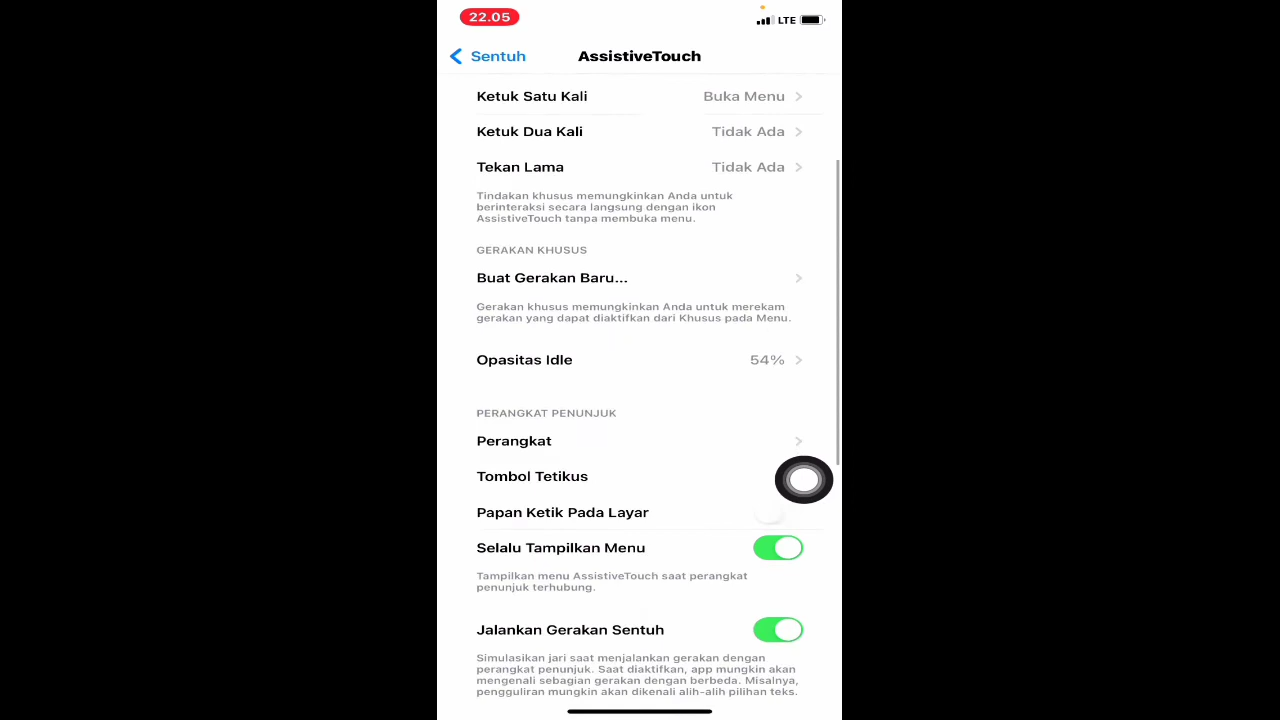 22.05
LTE
Sentuh
AssistiveTouch
Ketuk Satu Kali Buka Menu
Ketuk Dua Kali Tidak Ada
Tekan Lama Tidak Ada
Tindakan khusus memungkinkan Anda untuk
berinteraksi secara langsung dengan ikon
AssistiveTouch tanpa membuka menu.
GERAKAN KHUSUS
Buat Gerakan Baru...
Gerakan khusus memungkinkan Anda untuk merekam
gerakan yang dapat diaktifkan dari Khusus pada Menu.
Opasitas Idle 54%
PERANGKAT PENUNJUK
Perangkat
Tombol Tetikus
Papan Ketik Pada Layar
Selalu Tampilkan Menu
Tampilkan menu AssistiveTouch saat perangkat
penunjuk terhubung.
Jalankan Gerakan Sentuh
Simulasikan jari saat menjalankan gerakan dengan
perangkat penunjuk. Saat diaktifkan, app mungkin akan
mengenali sebagian gerakan dengan berbeda. Misalnya,
pengguliran mungkin akan dikenali alih-alih pilihan teks.